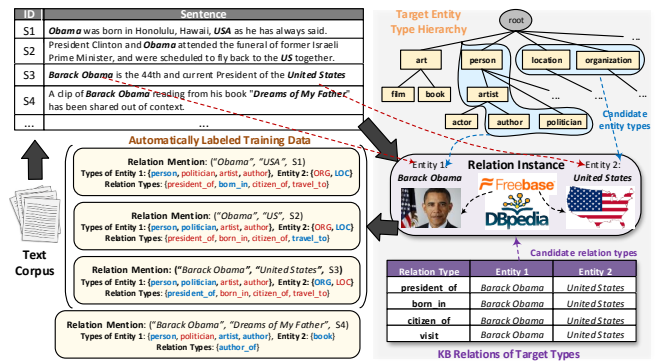 ID Sentence
S1 Obama was born in Honolulu, Hawaii, USA as he has always said.
S2 President Clinton and Obama attended the funeral of former Israeli
Prime Minister, and were scheduled to fly back to the US together.
S3 Barack Obama is the 44th and current President of the United States
S4 A clip of Barack Obama reading from his book "Dreams of My Father"
has been shared out of context.
... ...
Target Entity
Type Hierarchy
root
...
art person location organization
film book artist ... ...
actor author politician
Candidate
entity types
Text
Corpus
Automatically Labeled Training Data
Relation Mention: ("Obama", "USA", S1)
Types of Entity 1: {person, politician, artist, author}, Entity 2: {ORG, LOC}
Relation Types: {president_of, born_in, citizen_of, travel_to}
Relation Mention: ("Obama", "US", S2)
Types of Entity 1: {person, politician, artist, author}, Entity 2: {ORG, LOC}
Relation Types: {president_of, born_in, citizen_of, travel_to}
Relation Mention: ("Barack Obama", "United States", S3)
Types of Entity 1: {person, politician, artist, author}, Entity 2: {ORG, LOC}
Relation Types: {president_of, born_in, citizen_of, travel_to}
Relation Mention: ("Barack Obama", "Dreams of My Father", S4)
Types of Entity 1: {person, politician, artist, author}, Entity 2: {book}
Relation Types: {author_of}
Entity 1: Relation Instance Entity 2:
Barack Obama United States
Freebase
DBpedia
Candidate relation types
Relation Type Entity 1 Entity 2
president_of Barack Obama United States
born_in Barack Obama United States
citizen_of Barack Obama United States
visit Barack Obama United States
KB Relations of Target Types